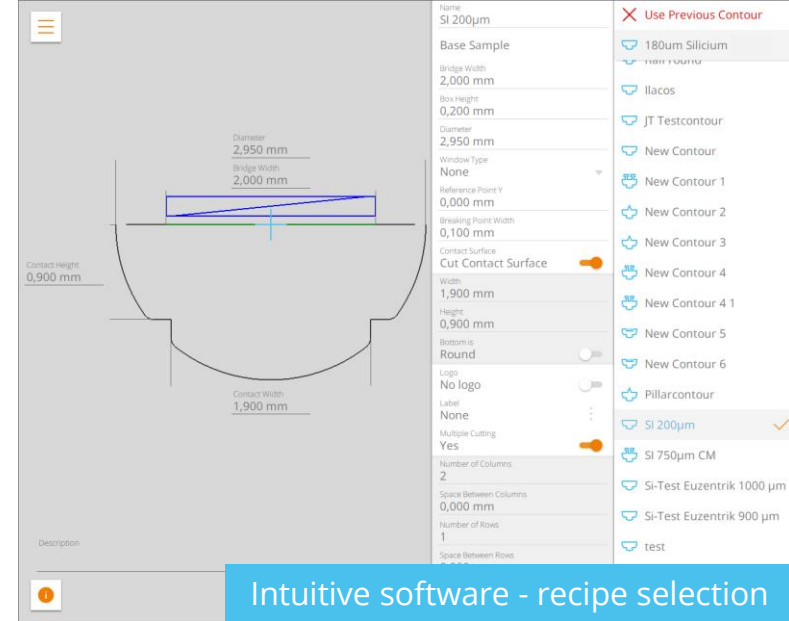 Diameter
2,950 mm
Bridge Width
2,000 mm
Contact Height
0,900 mm
Contact Width
1,900 mm
Description
Name
SI 200µm
Base Sample
Bridge Width
2,000 mm
Box Height
0,200 mm
Diameter
2,950 mm
Window Type
None
Reference Point Y
0,000 mm
Breaking Point Width
0,100 mm
Contact Surface
Cut Contact Surface
Width
1,900 mm
Height
0,900 mm
Bottom is
Round
Logo
No logo
Label
None
Multiple Cutting
Yes
Number of Columns
2
Space Between Columns
0,000 mm
Number of Rows
1
Space Between Rows
Use Previous Contour
180um Silicium
half round
Ilacos
JT Testcontour
New Contour
New Contour 1
New Contour 2
New Contour 3
New Contour 4
New Contour 4 1
New Contour 5
New Contour 6
Pillarcontour
SI 200µm
SI 750µm CM
Si-Test Euzentrik 1000 µm
Si-Test Euzentrik 900 µm
test
Intuitive software - recipe selection